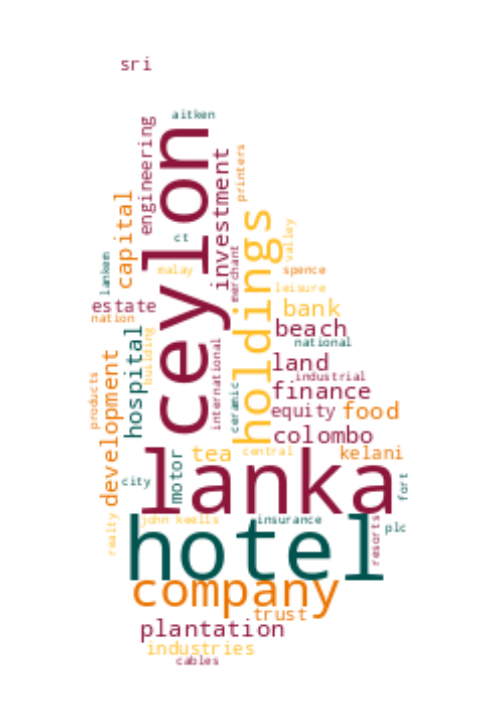 sri
aitken
engineering
ceylon
printers
investment
capital
ct
holdings
valley
merchant
lankem
malay
spence
leisure
estate
bank
nation
beach
hospital
building
national
international
land
development
products
industrial
ceramic
finance
equity
food
colombo
tea
central
kelani
motor
lanka
city
fort
john keells
insurance
realty
hotel
resorts
plc
company
trust
plantation
industries
cables